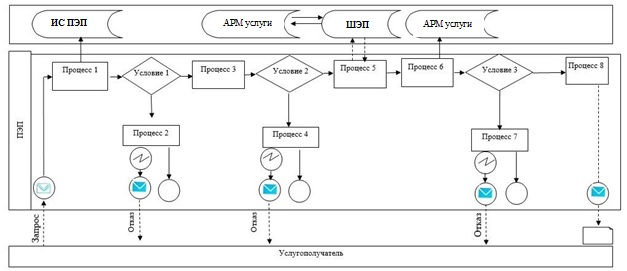 ИС ПЭП
АРМ услуги
ШЭП
АРМ услуги
ПЭП
Процесс 1
Условие 1
Процесс 3
Условие 2
Процесс 5
Процесс 6
Условие 3
Процесс 8
Процесс 2
Процесс 4
Процесс 7
Запрос
Отказ
Отказ
Отказ
Услугополучатель